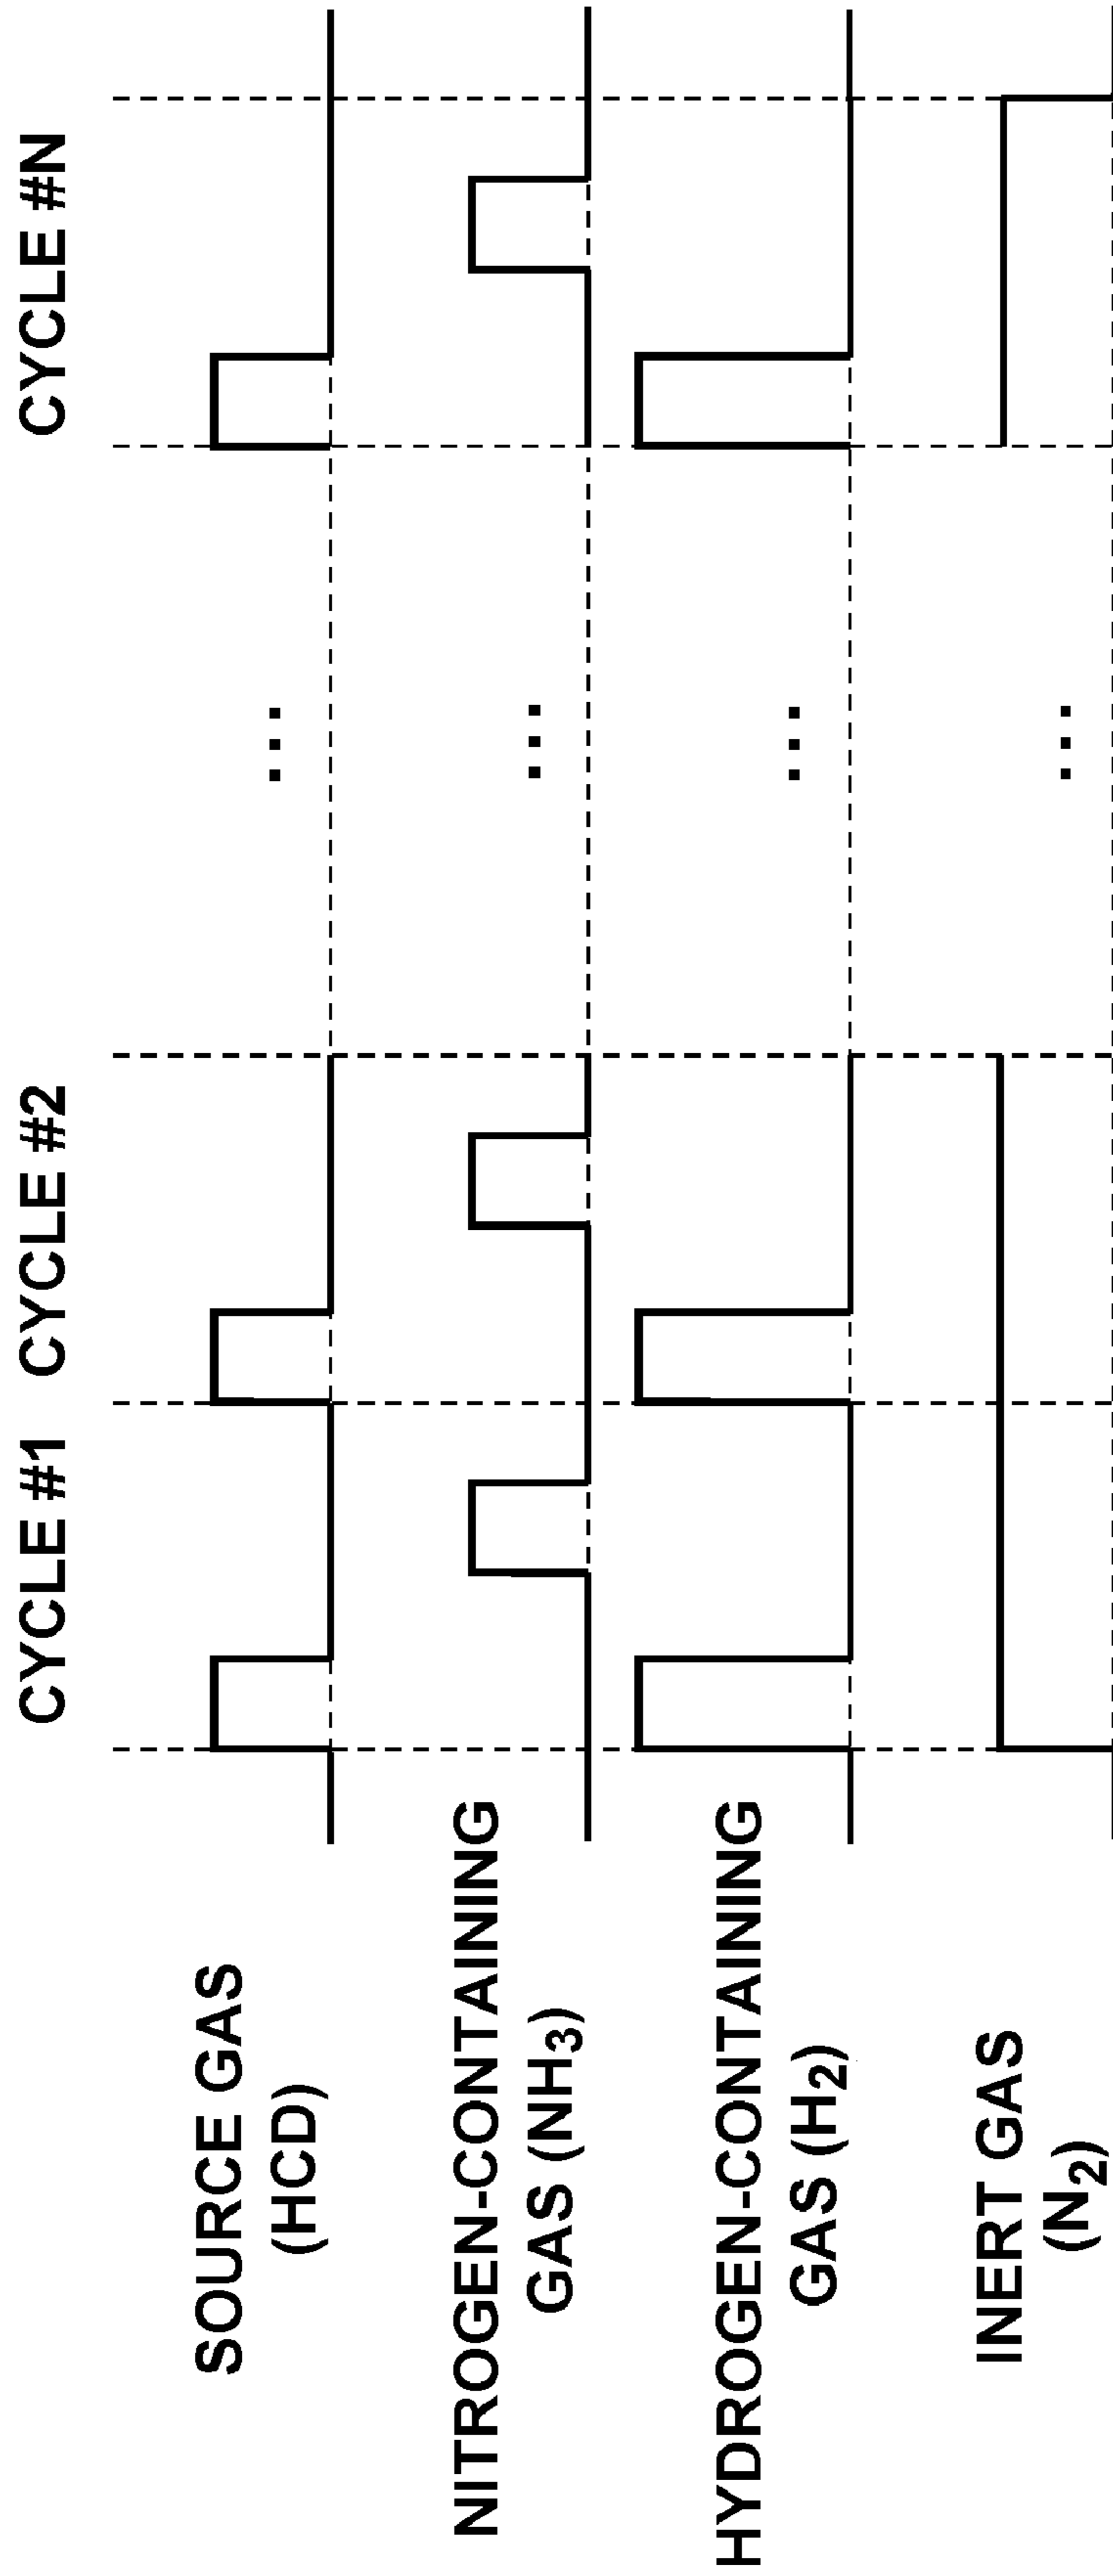 CYCLE #1 CYCLE #2 CYCLE #N
SOURCE GAS
(HCD)
...
NITROGEN-CONTAINING
GAS (NH₃)
...
HYDROGEN-CONTAINING
GAS (H₂)
...
INERT GAS
(N₂)
...